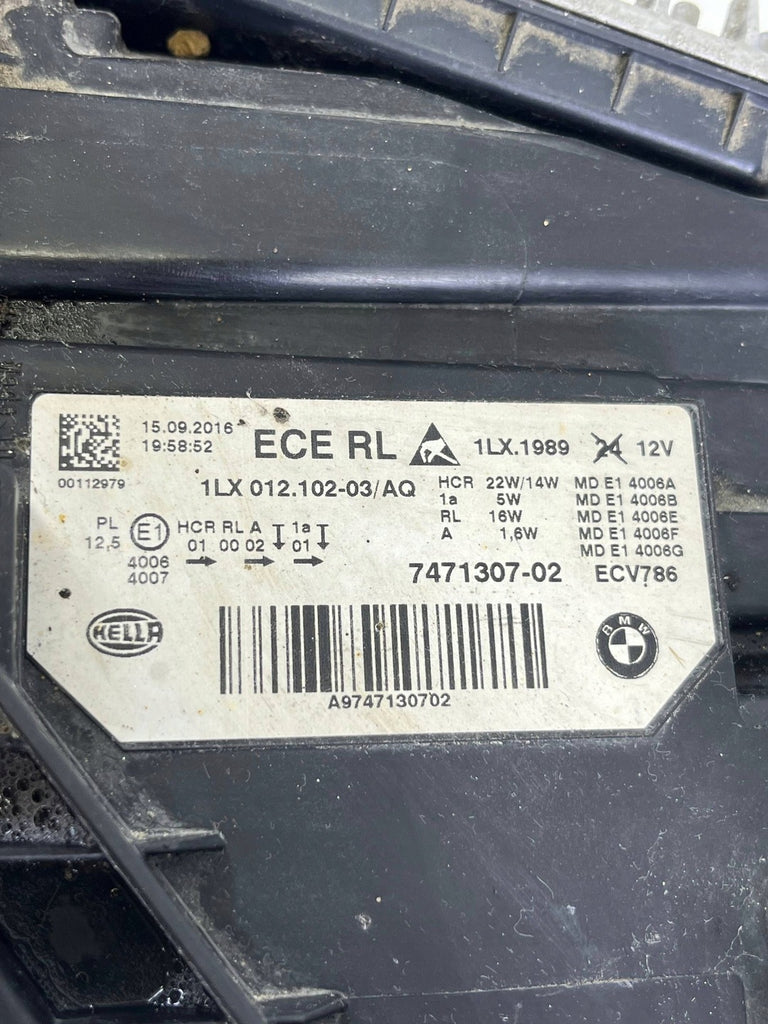 15.09.2016
19:58:52
ECE RL
1LX.1989 24 12V
00112979
1LX 012.102-03/AQ
HCR 22W/14W MD E1 4006A
1a 5W MD E1 4006B
RL 16W MD E1 4006E
A 1,6W MD E1 4006F
MD E1 4006G
PL
12,5
E1
HCR RL A 1a
01 00 02 01
4006
4007
7471307-02 ECV786
HELLA
BMW
A9747130702